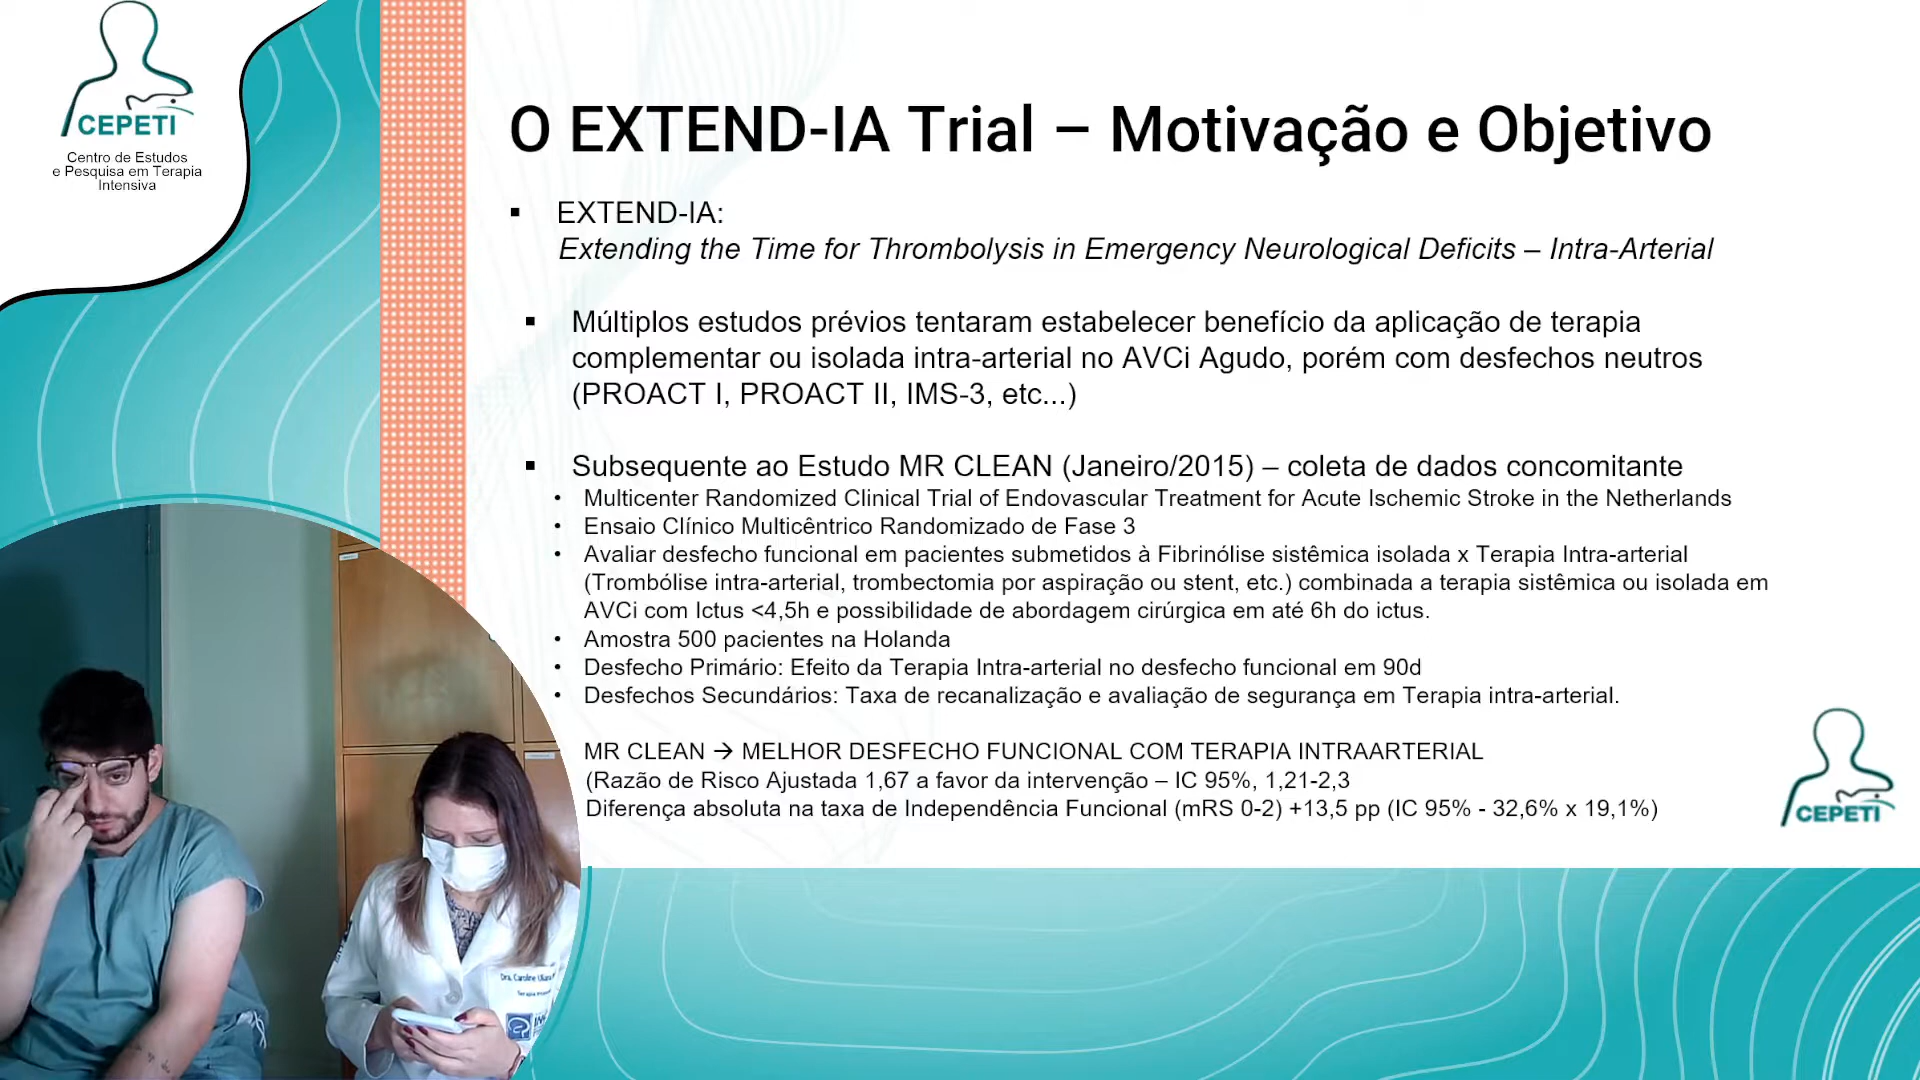 CEPETI
Centro de Estudos
e Pesquisa em Terapia
Intensiva
O EXTEND-IA Trial – Motivação e Objetivo
▪ EXTEND-IA:
Extending the Time for Thrombolysis in Emergency Neurological Deficits – Intra-Arterial
▪ Múltiplos estudos prévios tentaram estabelecer benefício da aplicação de terapia
complementar ou isolada intra-arterial no AVCi Agudo, porém com desfechos neutros
(PROACT I, PROACT II, IMS-3, etc...)
▪ Subsequente ao Estudo MR CLEAN (Janeiro/2015) – coleta de dados concomitante
• Multicenter Randomized Clinical Trial of Endovascular Treatment for Acute Ischemic Stroke in the Netherlands
• Ensaio Clínico Multicêntrico Randomizado de Fase 3
• Avaliar desfecho funcional em pacientes submetidos à Fibrinólise sistêmica isolada x Terapia Intra-arterial
(Trombólise intra-arterial, trombectomia por aspiração ou stent, etc.) combinada a terapia sistêmica ou isolada em
AVCi com Ictus <4,5h e possibilidade de abordagem cirúrgica em até 6h do ictus.
• Amostra 500 pacientes na Holanda
• Desfecho Primário: Efeito da Terapia Intra-arterial no desfecho funcional em 90d
• Desfechos Secundários: Taxa de recanalização e avaliação de segurança em Terapia intra-arterial.
MR CLEAN → MELHOR DESFECHO FUNCIONAL COM TERAPIA INTRAARTERIAL
(Razão de Risco Ajustada 1,67 a favor da intervenção – IC 95%, 1,21-2,3
Diferença absoluta na taxa de Independência Funcional (mRS 0-2) +13,5 pp (IC 95% - 32,6% x 19,1%)
CEPETI
Dra. Caroline